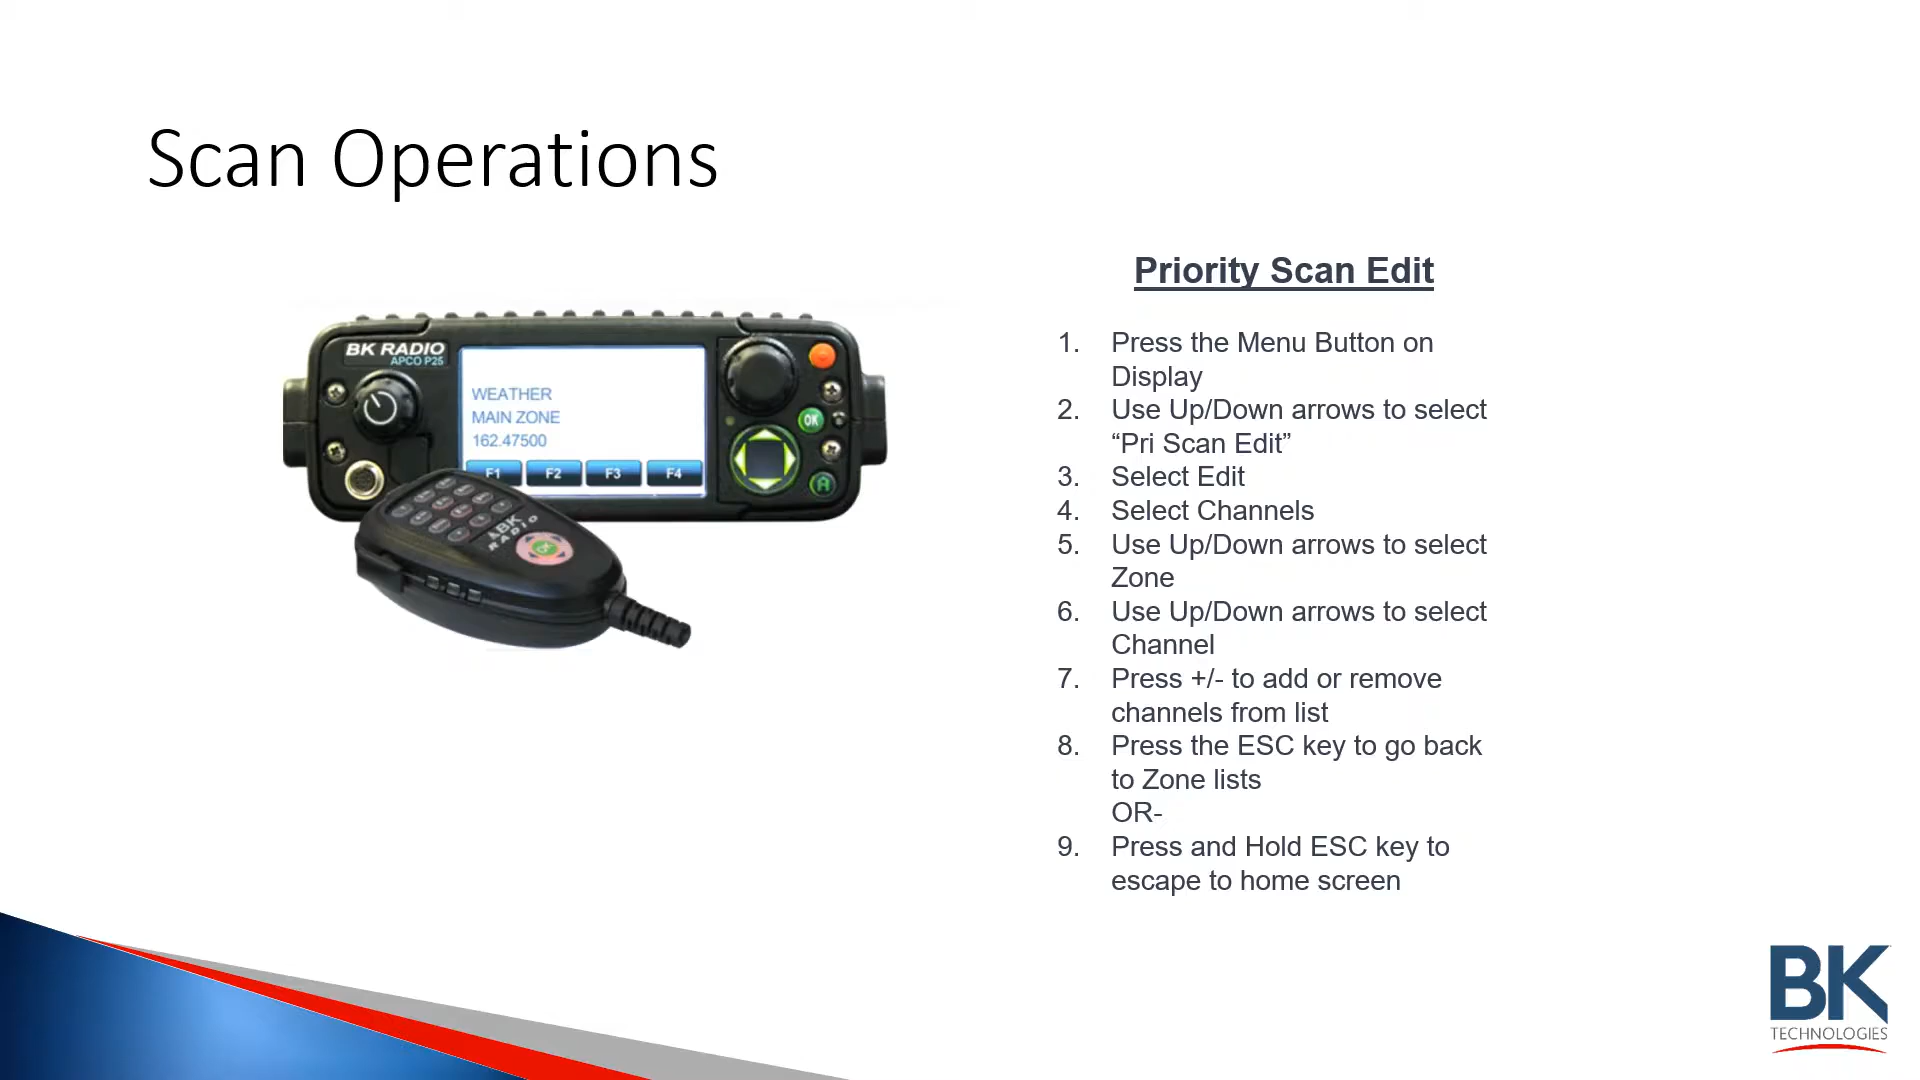 Scan Operations
BK RADIO
APCO P25
WEATHER
MAIN ZONE
162.47500
F1
F2
F3
F4
OK
BK
RADIO
OK
Priority Scan Edit
1. Press the Menu Button on
Display
2. Use Up/Down arrows to select
“Pri Scan Edit”
3. Select Edit
4. Select Channels
5. Use Up/Down arrows to select
Zone
6. Use Up/Down arrows to select
Channel
7. Press +/- to add or remove
channels from list
8. Press the ESC key to go back
to Zone lists
OR-
9. Press and Hold ESC key to
escape to home screen
BK
TECHNOLOGIES